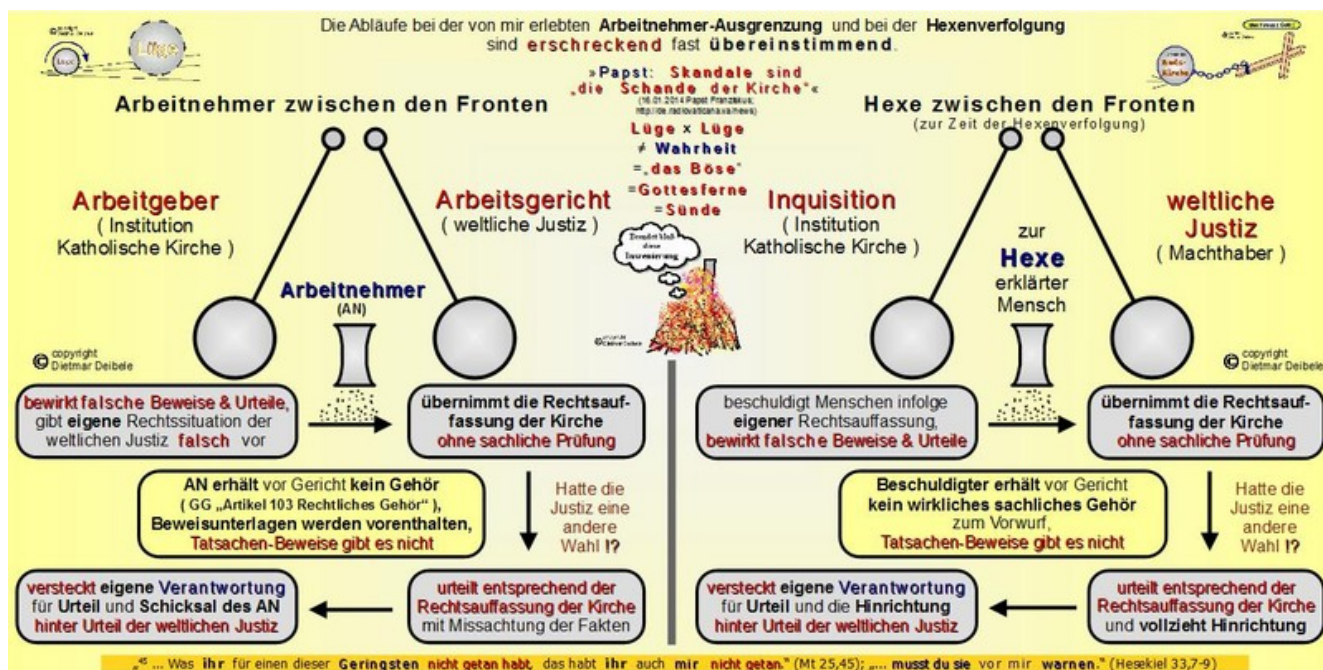 Die Abläufe bei der von mir erlebten Arbeitnehmer-Ausgrenzung und bei der Hexenverfolgung
sind erschreckend fast übereinstimmend.
Lüge
»Papst: Skandale sind
„die Schande der Kirche“«
(16.01.2014 Papst Franziskus;
http://de.radiovaticana.va/news)
Lüge x Lüge
≠ Wahrheit
=„das Böse“
=Gottesferne
=Sünde
Arbeitnehmer zwischen den Fronten
Arbeitgeber
( Institution
Katholische Kirche )
Arbeitsgericht
( weltliche Justiz )
Arbeitnehmer
(AN)
© copyright
Dietmar Deibele
bewirkt falsche Beweise & Urteile,
gibt eigene Rechtssituation der
weltlichen Justiz falsch vor
übernimmt die Rechtsauf-
fassung der Kirche
ohne sachliche Prüfung
AN erhält vor Gericht kein Gehör
( GG „Artikel 103 Rechtliches Gehör“ ),
Beweisunterlagen werden vorenthalten,
Tatsachen-Beweise gibt es nicht
Hatte die
Justiz eine
andere
Wahl !?
versteckt eigene Verantwortung
für Urteil und Schicksal des AN
hinter Urteil der weltlichen Justiz
urteilt entsprechend der
Rechtsauffassung der Kirche
mit Missachtung der Fakten
Hexe zwischen den Fronten
(zur Zeit der Hexenverfolgung)
Inquisition
( Institution
Katholische Kirche )
zur
Hexe
erklärter
Mensch
weltliche
Justiz
( Machthaber )
© copyright
Dietmar Deibele
beschuldigt Menschen infolge
eigener Rechtsauffassung,
bewirkt falsche Beweise & Urteile
übernimmt die Rechtsauf-
fassung der Kirche
ohne sachliche Prüfung
Beschuldigter erhält vor Gericht
kein wirkliches sachliches Gehör
zum Vorwurf,
Tatsachen-Beweise gibt es nicht
Hatte die
Justiz eine
andere
Wahl !?
versteckt eigene Verantwortung
für Urteil und die Hinrichtung
hinter Urteil der weltlichen Justiz
urteilt entsprechend der
Rechtsauffassung der Kirche
und vollzieht Hinrichtung
„⁴⁵ ... Was ihr für einen dieser Geringsten nicht getan habt, das habt ihr auch mir nicht getan.“ (Mt 25,45); „... musst du sie vor mir warnen.“ (Hesekiel 33,7-9)